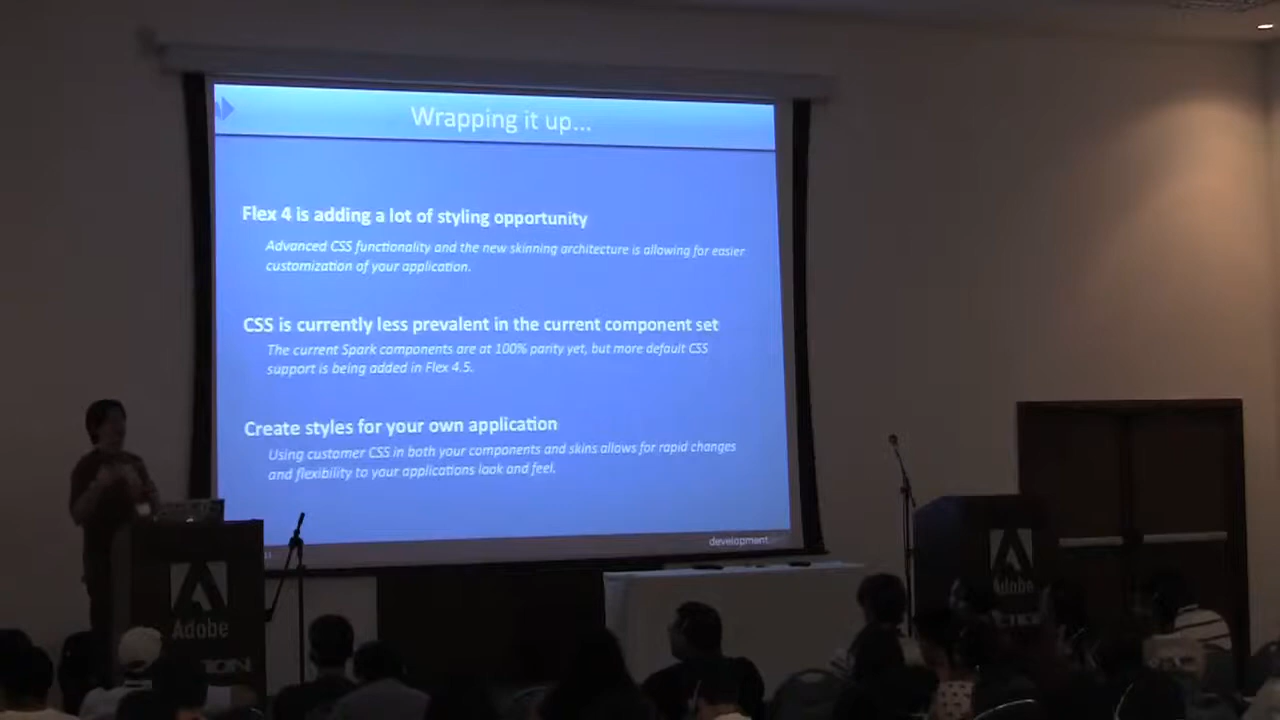 Wrapping it up...
Flex 4 is adding a lot of styling opportunity
Advanced CSS functionality and the new skinning architecture is allowing for easier
customization of your application.
CSS is currently less prevalent in the current component set
The current Spark components are at 100% parity yet, but more default CSS
support is being added in Flex 4.5.
Create styles for your own application
Using customer CSS in both your components and skins allows for rapid changes
and flexibility to your applications look and feel.
development
Adobe
Adobe